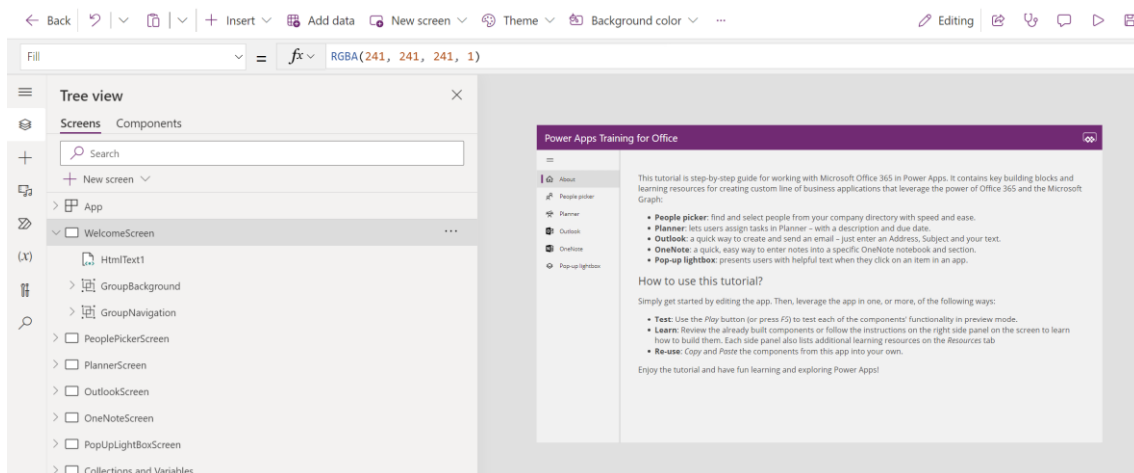 Back
Insert
Add data
New screen
Theme
Background color
...
Editing
Fill
=
fx
RGBA(241, 241, 241, 1)
Tree view
Screens Components
Search
New screen
App
WelcomeScreen
...
HtmlText1
GroupBackground
GroupNavigation
PeoplePickerScreen
PlannerScreen
OutlookScreen
OneNoteScreen
PopUpLightBoxScreen
Collections and Variables
(x)
Power Apps Training for Office
About
People picker
Planner
Outlook
OneNote
Pop-up lightbox
This tutorial is step-by-step guide for working with Microsoft Office 365 in Power Apps. It contains key building blocks and
learning resources for creating custom line of business applications that leverage the power of Office 365 and the Microsoft
Graph:
• People picker: find and select people from your company directory with speed and ease.
• Planner: lets users assign tasks in Planner – with a description and due date.
• Outlook: a quick way to create and send an email – just enter an Address, Subject and your text.
• OneNote: a quick, easy way to enter notes into a specific OneNote notebook and section.
• Pop-up lightbox: presents users with helpful text when they click on an item in an app.
How to use this tutorial?
Simply get started by editing the app. Then, leverage the app in one, or more, of the following ways:
• Test: Use the Play button (or press F5) to test each of the components' functionality in preview mode.
• Learn: Review the already built components or follow the instructions on the right side panel on the screen to learn
how to build them. Each side panel also lists additional learning resources on the Resources tab
• Re-use: Copy and Paste the components from this app into your own.
Enjoy the tutorial and have fun learning and exploring Power Apps!